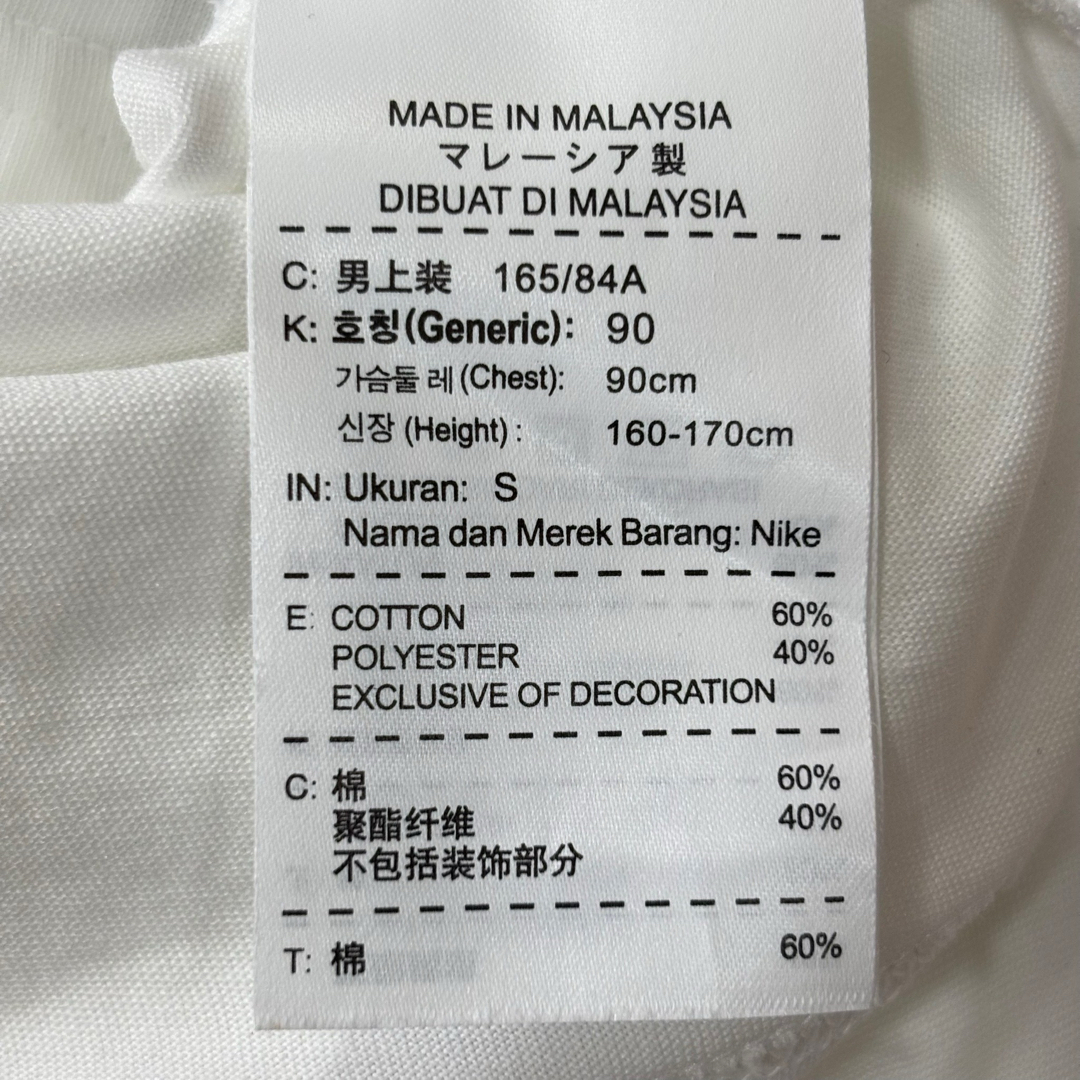 MADE IN MALAYSIA
マレーシア製
DIBUAT DI MALAYSIA
C: 男上装 165/84A
K: 호칭(Generic): 90
가슴둘레(Chest): 90cm
신장 (Height): 160-170cm
IN: Ukuran: S
Nama dan Merek Barang: Nike
E: COTTON 60%
POLYESTER 40%
EXCLUSIVE OF DECORATION
C: 棉 60%
聚酯纤维 40%
不包括装饰部分
T: 棉 60%